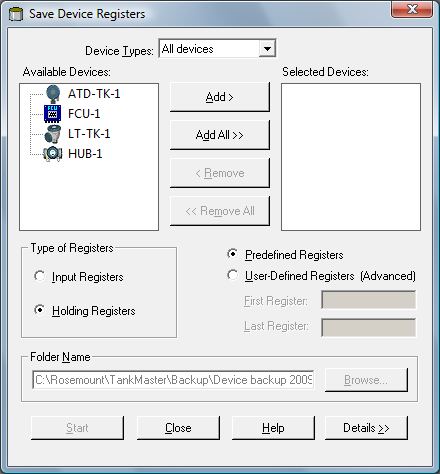 Save Device Registers
Device Types: All devices
Available Devices:
Selected Devices:
ATD-TK-1
FCU
FCU-1
LT-TK-1
HUB-1
Add >
Add All >>
< Remove
<< Remove All
Type of Registers
Input Registers
Holding Registers
Predefined Registers
User-Defined Registers (Advanced)
First Register:
Last Register:
Folder Name
C:\Rosemount\TankMaster\Backup\Device backup 2009
Browse...
Start
Close
Help
Details >>